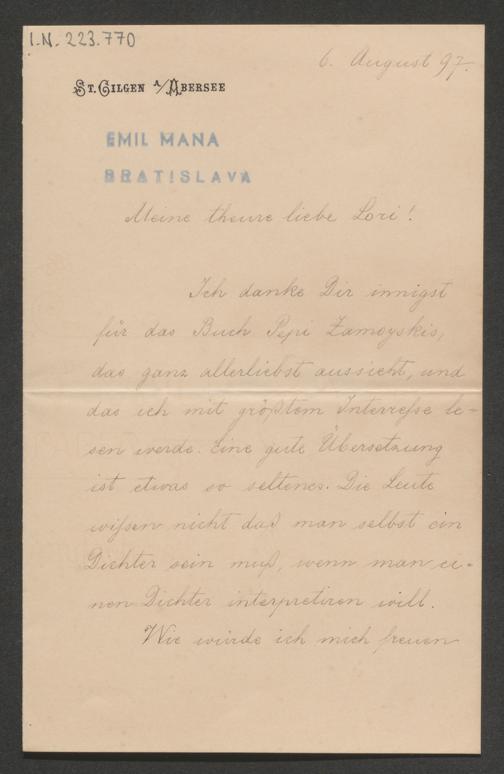 I.N. 223.770
6. August 97.
St. Gilgen a/Abersee
EMIL MANA
BRATISLAVA
Meine theure liebe Lori!
Ich danke Dir innigst
für das Buch Pepi Zamoyskis,
das ganz allerliebst aussieht, und
das ich mit größtem Interreße le-
sen werde. Eine gute Übersetzung
ist etwas so seltenes. Die Leute
wißen nicht daß man selbst ein
Dichter sein muß, wenn man ei-
nen Dichter interpretiren will.
Wie würde ich mich freuen